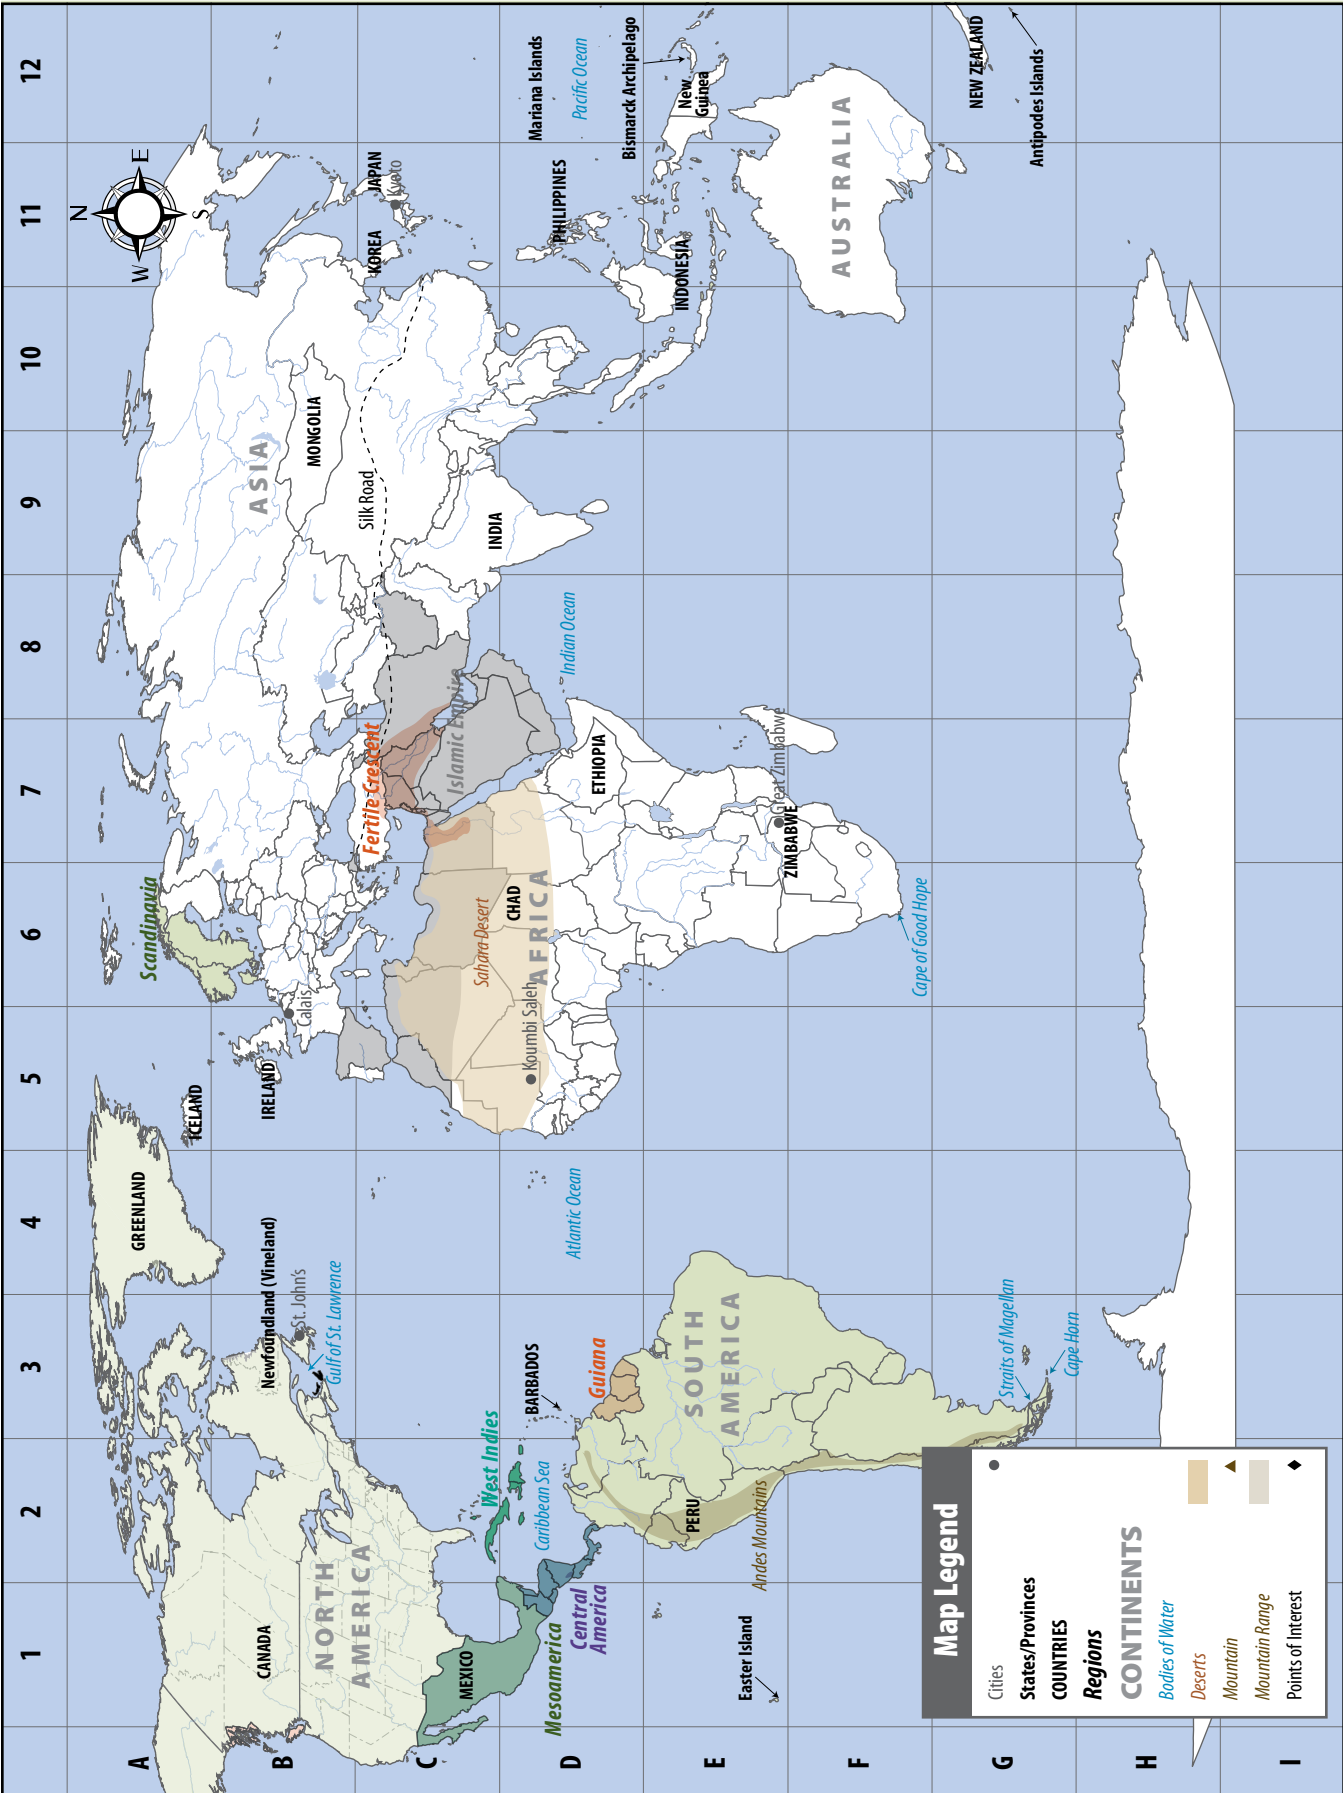 1
2
3
4
5
6
7
8
9
10
11
12
A
B
C
D
E
F
G
H
I
N
E
S
W
GREENLAND
ICELAND
IRELAND
Scandinavia
Calais
CANADA
NORTH
AMERICA
Newfoundland (Vineland)
St. John's
Gulf of St. Lawrence
ASIA
MONGOLIA
Silk Road
KOREA
JAPAN
Kyoto
Fertile Crescent
Islamic Empire
INDIA
MEXICO
West Indies
Caribbean Sea
BARBADOS
Mesoamerica
Central
America
Guiana
Atlantic Ocean
Sahara Desert
CHAD
AFRICA
Koumbi Saleh
ETHIOPIA
Indian Ocean
PHILIPPINES
Mariana Islands
Pacific Ocean
Bismarck Archipelago
New
Guinea
INDONESIA
SOUTH
AMERICA
PERU
Andes Mountains
Easter Island
Great Zimbabwe
ZIMBABWE
Cape of Good Hope
AUSTRALIA
NEW ZEALAND
Antipodes Islands
Straits of Magellan
Cape Horn
Map Legend
Cities
States/Provinces
COUNTRIES
Regions
CONTINENTS
Bodies of Water
Deserts
Mountain
Mountain Range
Points of Interest